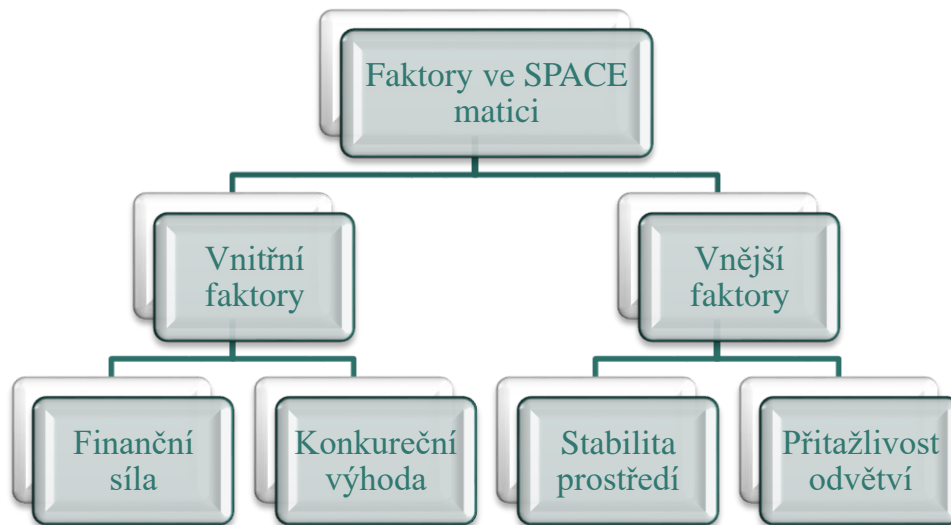 Faktory ve SPACE
matici
Vnitřní
faktory
Vnější
faktory
Finanční
síla
Konkureční
výhoda
Stabilita
prostředí
Přitažlivost
odvětví